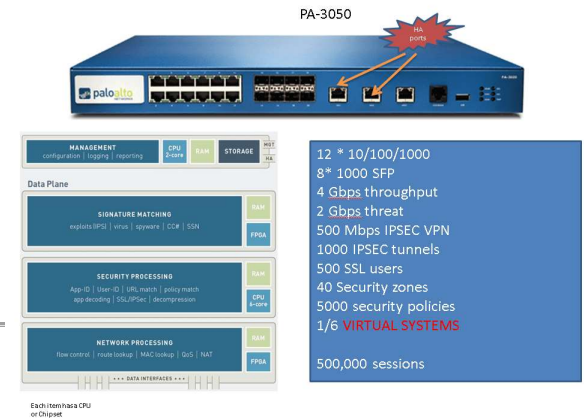 PA-3050
HA
ports
paloalto
NETWORKS
PA-3050
MANAGEMENT
configuration | logging | reporting
CPU
2-core
RAM
STORAGE
MGT
HA
Data Plane
SIGNATURE MATCHING
exploits (IPS) | virus | spyware | CC# | SSN
RAM
FPGA
SECURITY PROCESSING
App-ID | User-ID | URL match | policy match
app decoding | SSL/IPSec | decompression
RAM
CPU
6-core
NETWORK PROCESSING
flow control | route lookup | MAC lookup | QoS | NAT
RAM
FPGA
••• DATA INTERFACES •••
Each itemhasa CPU
or Chipset
12 * 10/100/1000
8* 1000 SFP
4 Gbps throughput
2 Gbps threat
500 Mbps IPSEC VPN
1000 IPSEC tunnels
500 SSL users
40 Security zones
5000 security policies
1/6 VIRTUAL SYSTEMS
500,000 sessions